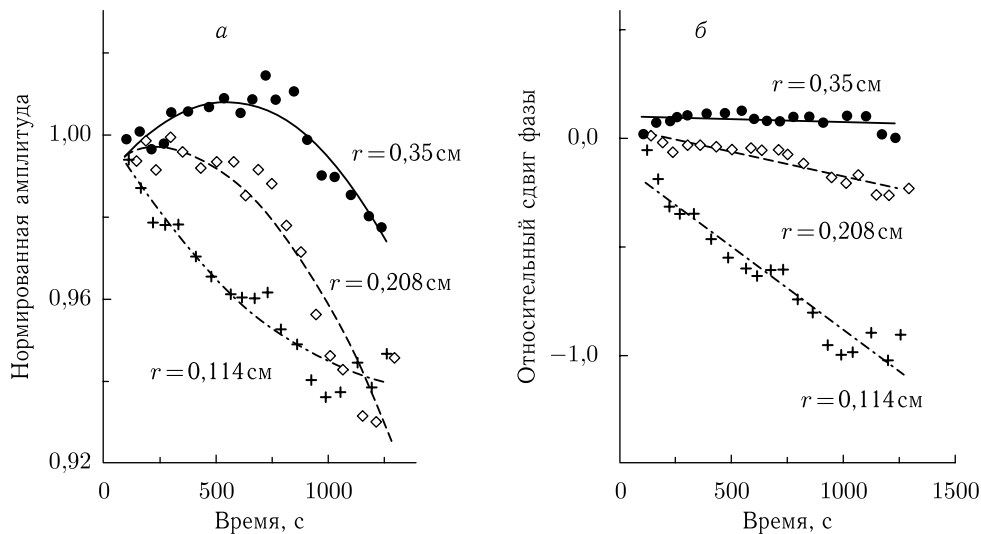 а
Нормированная амплитуда
1,00
0,96
0,92
r = 0,35 см
r = 0,208 см
r = 0,114 см
0
500
1000
Время, с
б
Относительный сдвиг фазы
0,0
−1,0
r = 0,35 см
r = 0,208 см
r = 0,114 см
0
500
1000
1500
Время, с